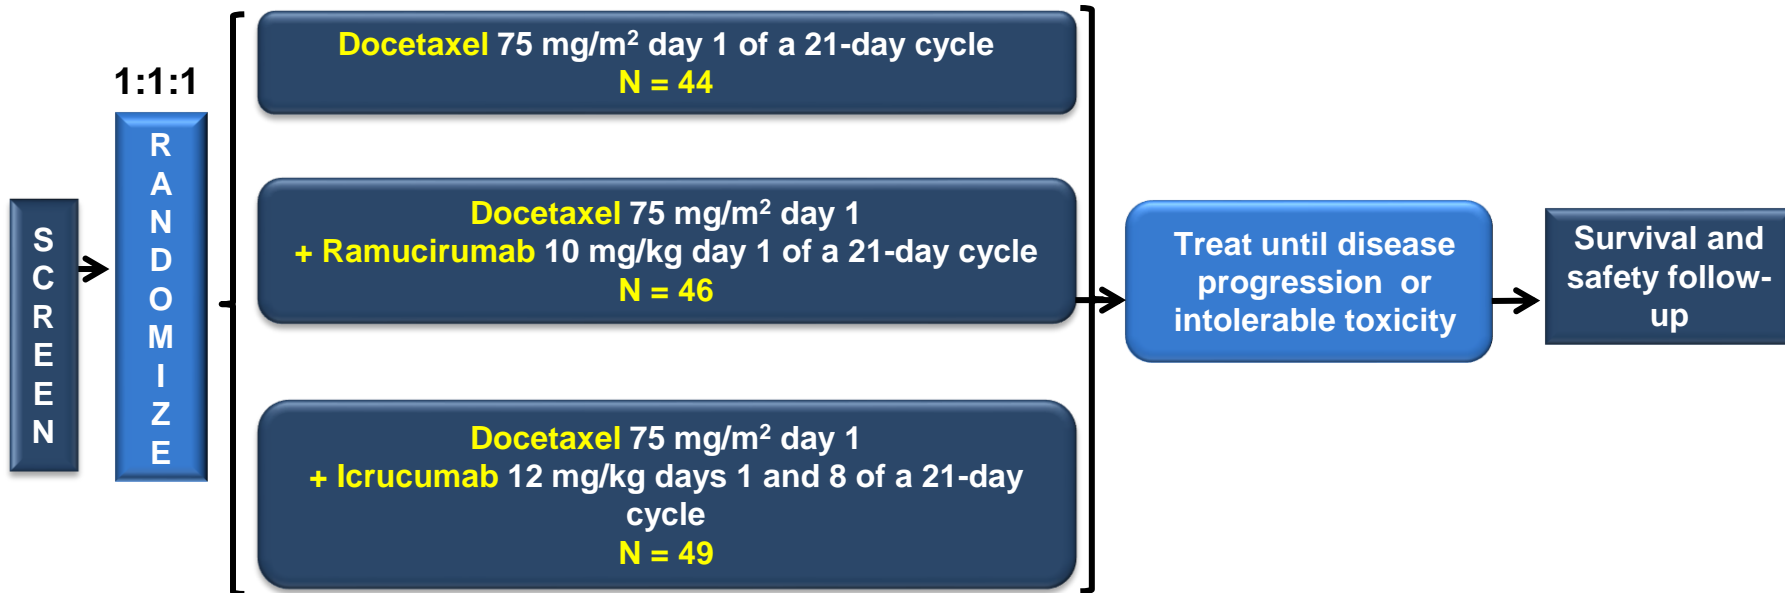 1:1:1
SCREEN
RANDOMIZE
Docetaxel 75 mg/m² day 1 of a 21-day cycle
N = 44
Docetaxel 75 mg/m² day 1
+ Ramucirumab 10 mg/kg day 1 of a 21-day cycle
N = 46
Docetaxel 75 mg/m² day 1
+ Icrucumab 12 mg/kg days 1 and 8 of a 21-day
cycle
N = 49
Treat until disease
progression or
intolerable toxicity
Survival and
safety follow-
up